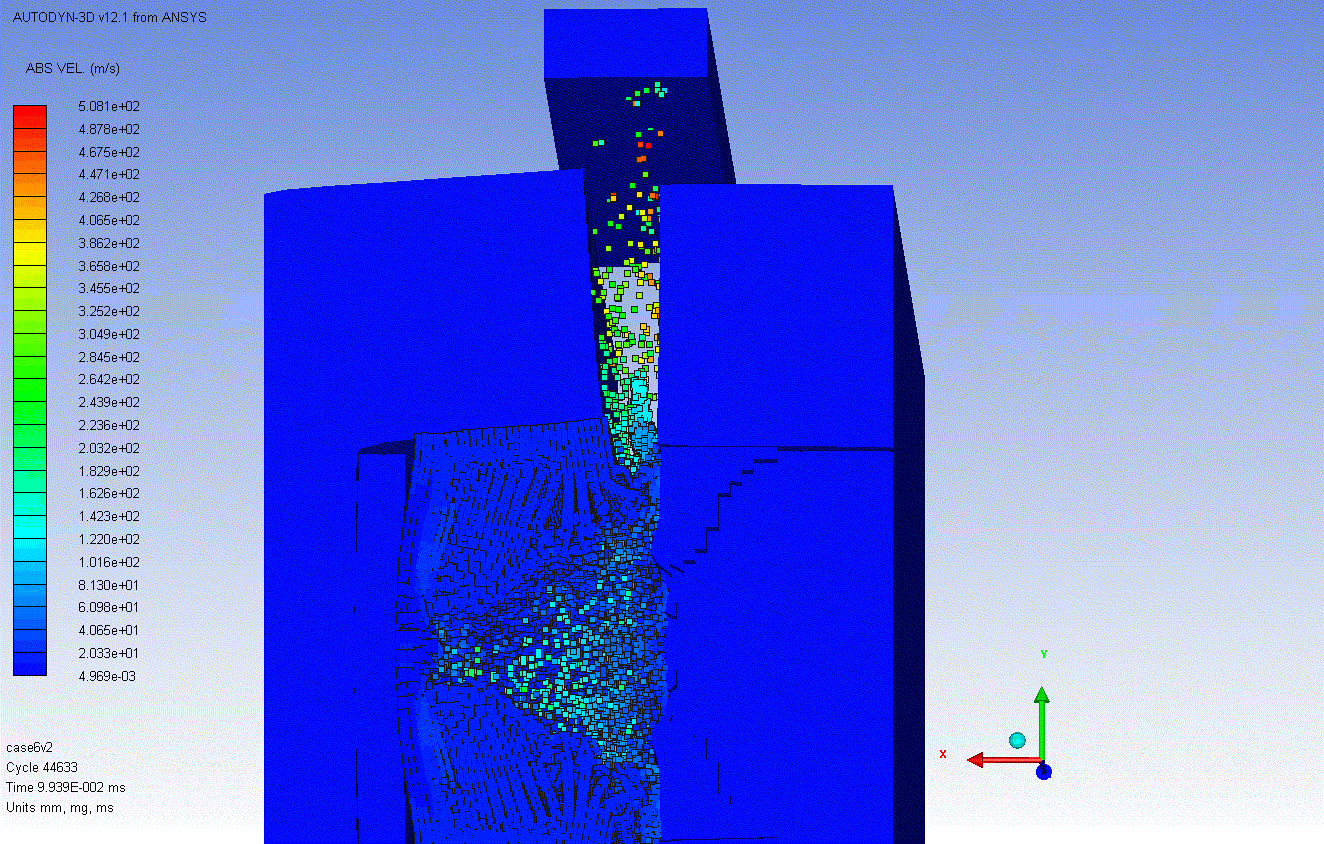 AUTODYN-3D v12.1 from ANSYS
ABS VEL. (m/s)
5.081e+02
4.878e+02
4.675e+02
4.471e+02
4.268e+02
4.065e+02
3.862e+02
3.658e+02
3.455e+02
3.252e+02
3.049e+02
2.845e+02
2.642e+02
2.439e+02
2.236e+02
2.032e+02
1.829e+02
1.626e+02
1.423e+02
1.220e+02
1.016e+02
8.130e+01
6.098e+01
4.065e+01
2.033e+01
4.969e-03
Y
X
case6v2
Cycle 44633
Time 9.939E-002 ms
Units mm, mg, ms